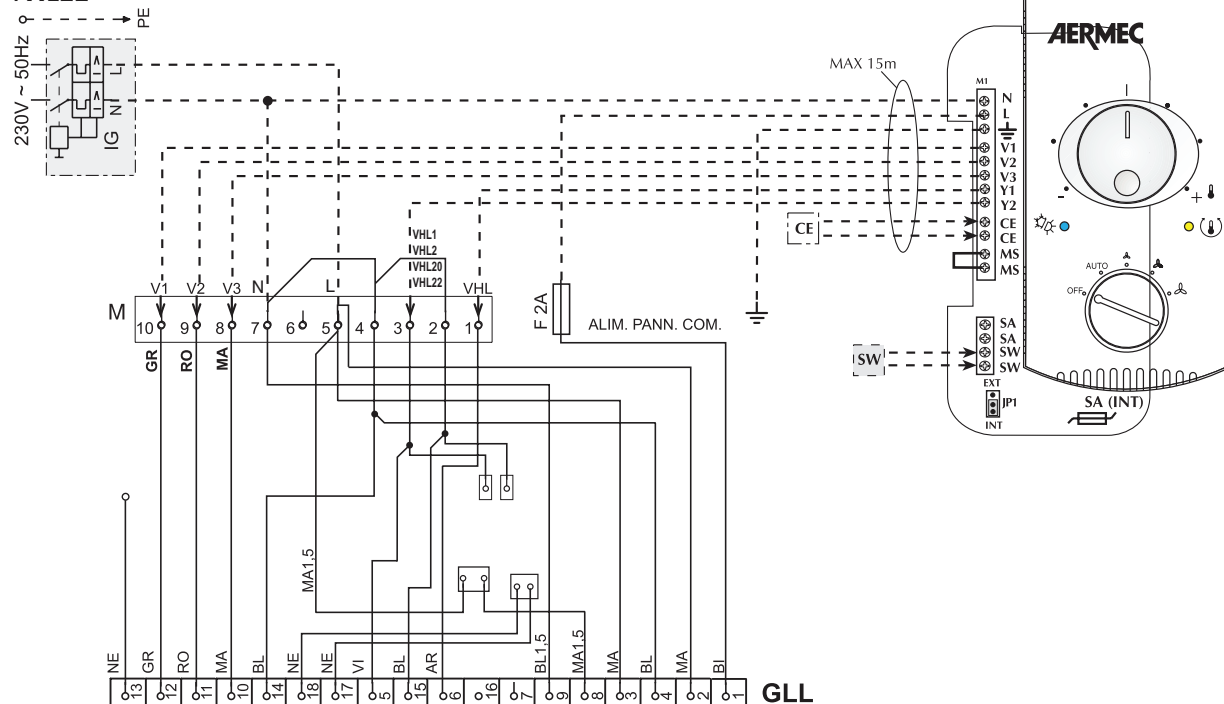 PE
230V ~ 50Hz
L
N
IG
MAX 15m
AERMEC
M1
N
L
V1
V2
V3
Y1
Y2
CE
CE
MS
MS
CE
- +
AUTO
OFF
SA
SA
SW
SW
SW
EXT
JP1
INT
SA (INT)
VHL1
VHL2
VHL20
VHL22
V1 V2 V3 N L VHL
M
10 9 8 7 6 5 4 3 2 1
GR RO MA
F 2A
ALIM. PANN. COM.
MA1,5
NE GR RO MA BL NE NE VI BL AR BL1,5 MA1.5 MA BL MA BI
13 12 11 10 14 18 17 5 15 6 16 7 9 8 3 4 2 1
GLL